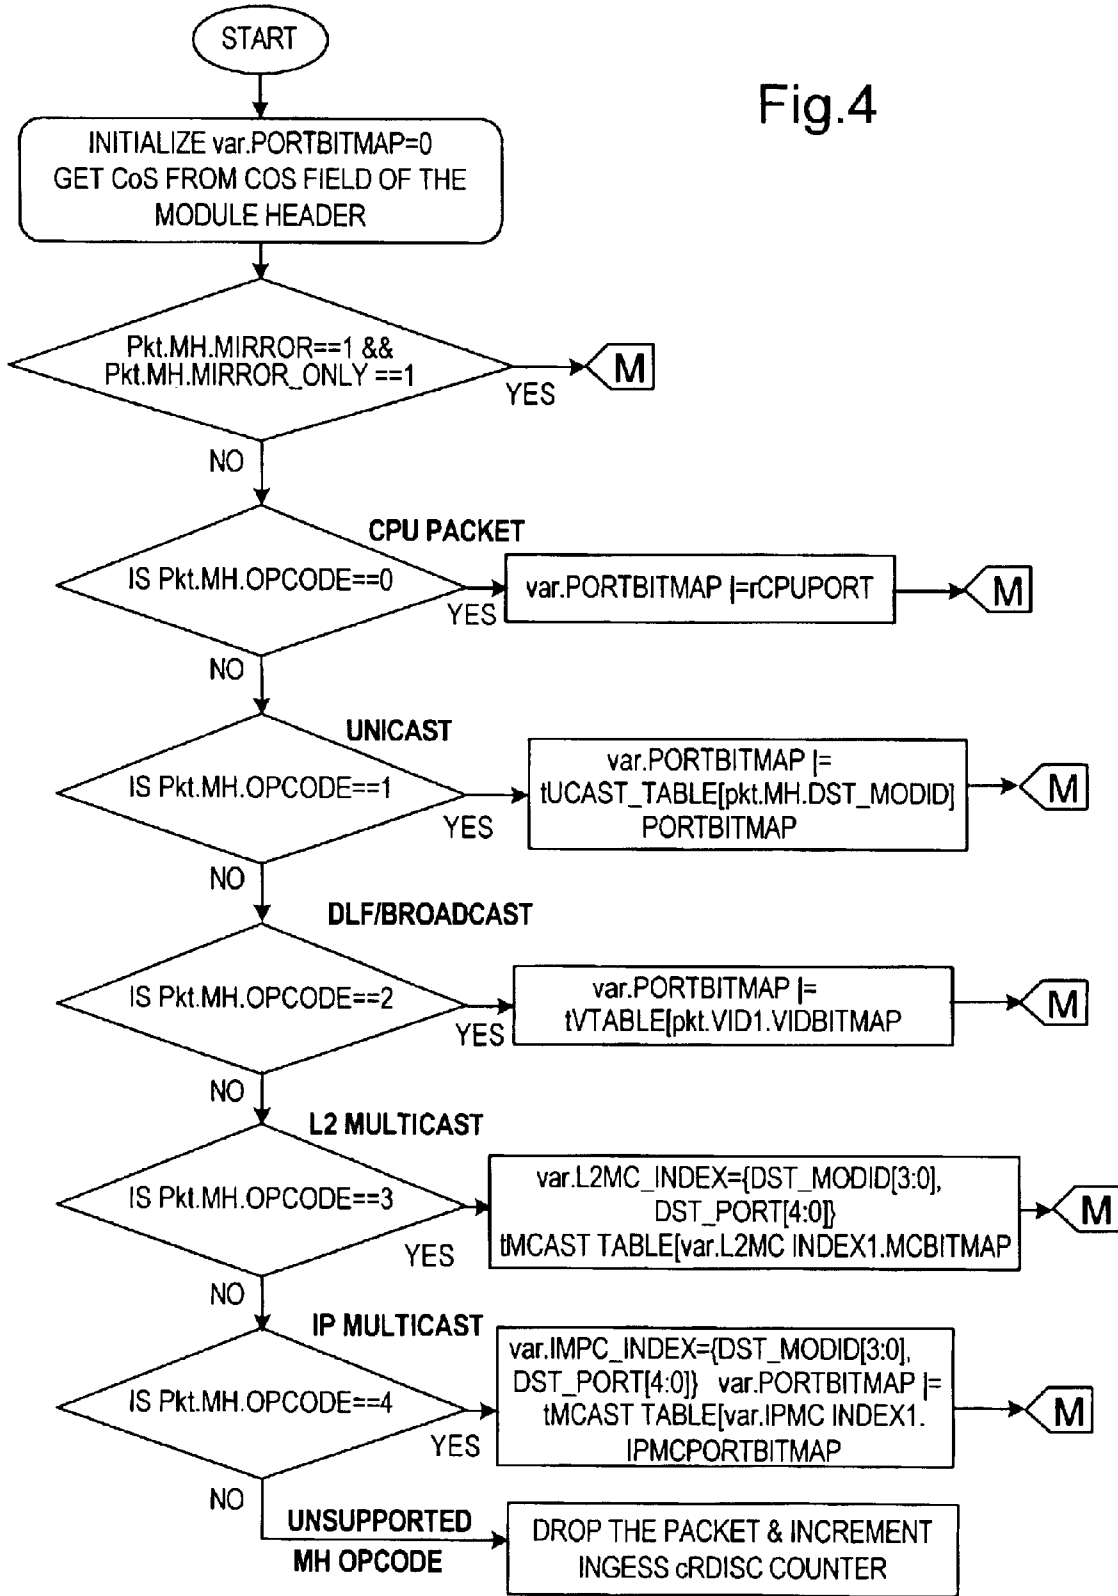 START
Fig.4
INITIALIZE var.PORTBITMAP=0
GET CoS FROM COS FIELD OF THE
MODULE HEADER
Pkt.MH.MIRROR==1 &&
Pkt.MH.MIRROR_ONLY ==1
YES
M
NO
CPU PACKET
IS Pkt.MH.OPCODE==0
YES
var.PORTBITMAP |=rCPUPORT
M
NO
UNICAST
IS Pkt.MH.OPCODE==1
YES
var.PORTBITMAP |=
tUCAST_TABLE[pkt.MH.DST_MODID]
PORTBITMAP
M
NO
DLF/BROADCAST
IS Pkt.MH.OPCODE==2
YES
var.PORTBITMAP |=
tVTABLE[pkt.VID1.VIDBITMAP
M
NO
L2 MULTICAST
IS Pkt.MH.OPCODE==3
YES
var.L2MC_INDEX={DST_MODID[3:0],
DST_PORT[4:0]}
tMCAST TABLE[var.L2MC INDEX1.MCBITMAP
M
NO
IP MULTICAST
IS Pkt.MH.OPCODE==4
YES
var.IMPC_INDEX={DST_MODID[3:0],
DST_PORT[4:0]} var.PORTBITMAP |=
tMCAST TABLE[var.IPMC INDEX1.
IPMCPORTBITMAP
M
NO
UNSUPPORTED
MH OPCODE
DROP THE PACKET & INCREMENT
INGESS cRDISC COUNTER